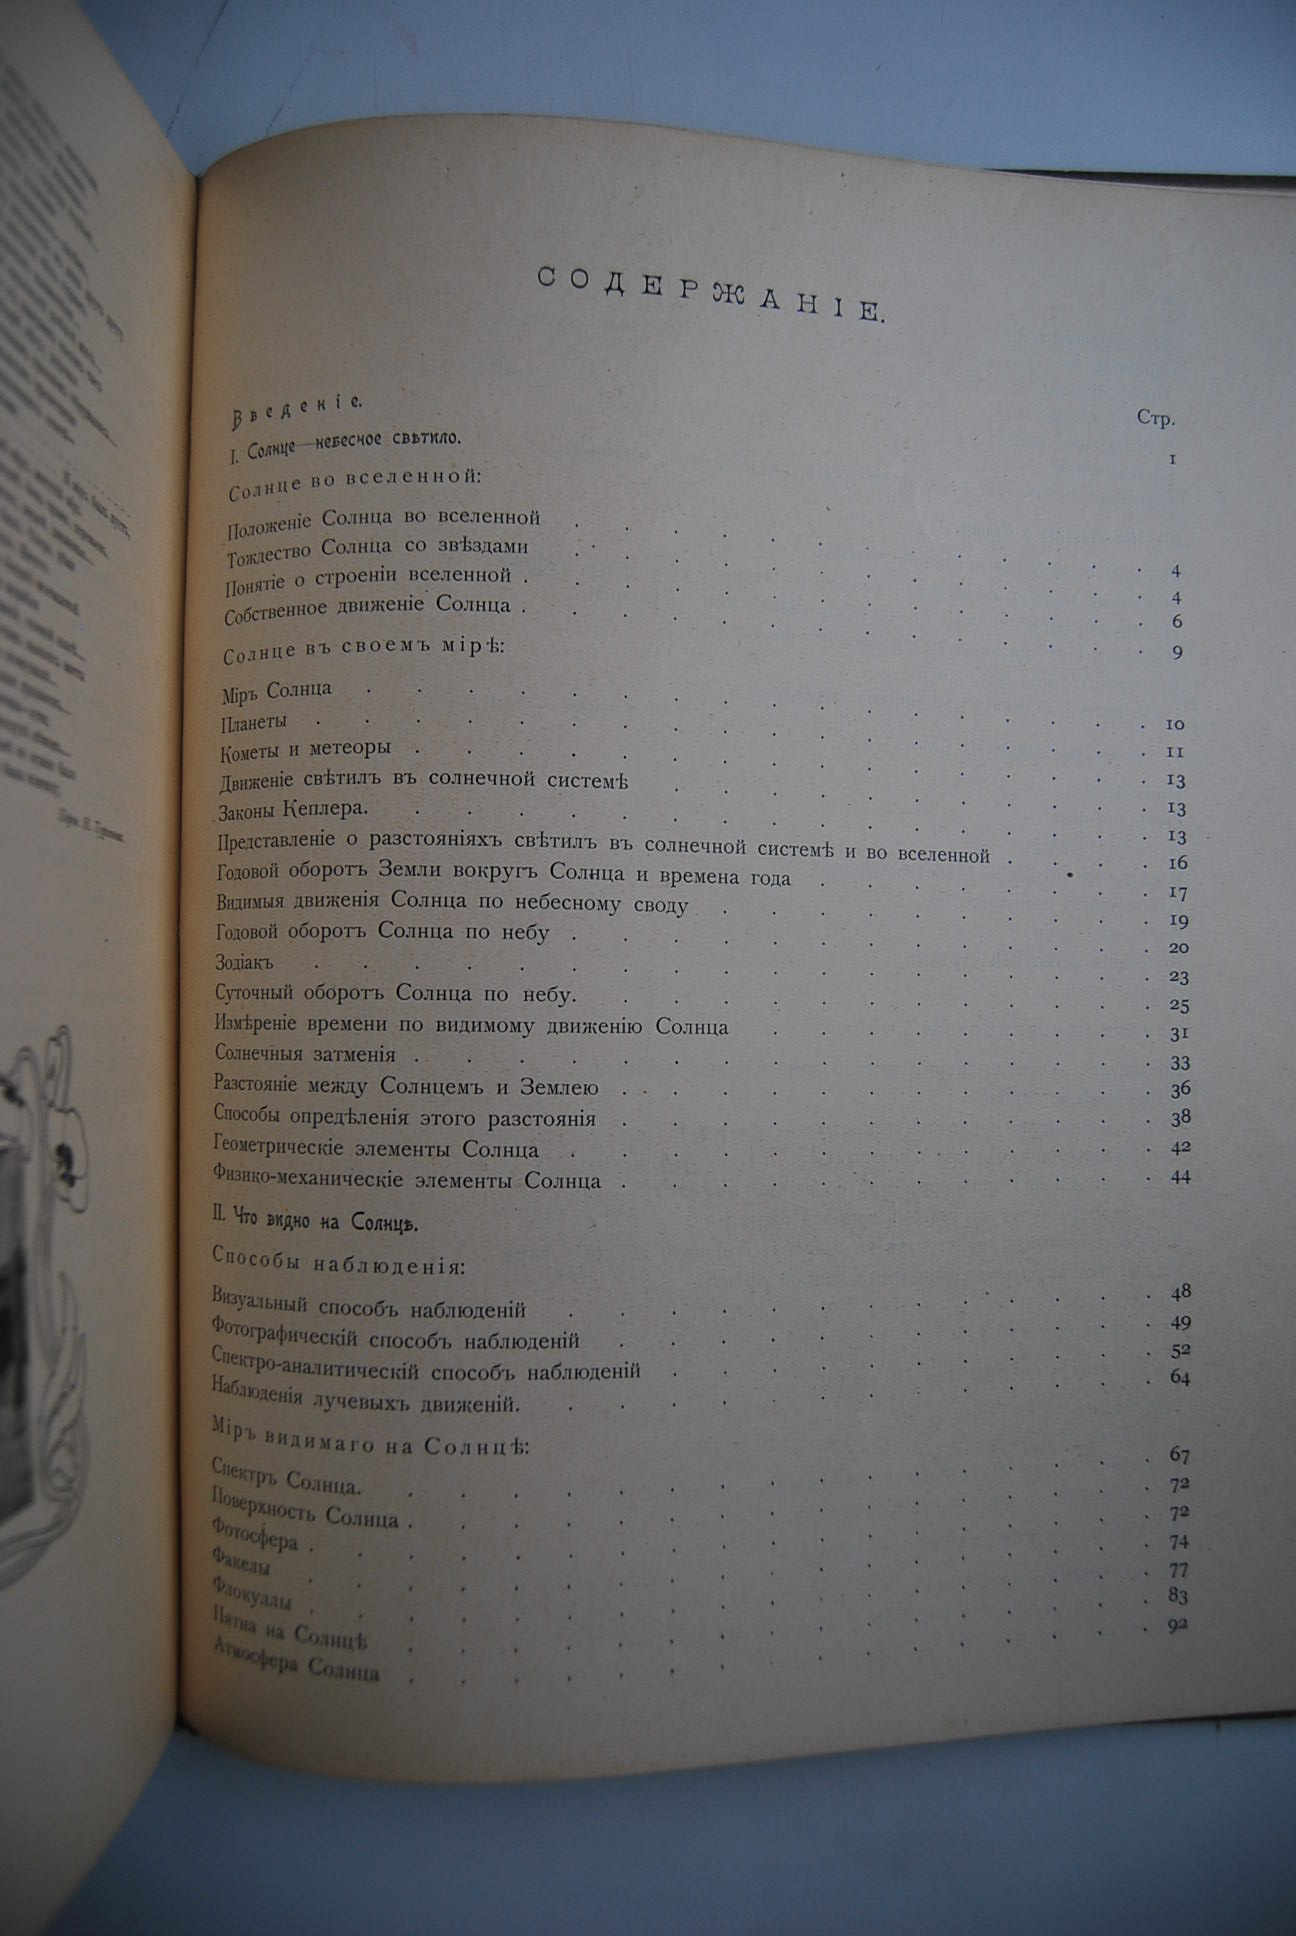 СОДЕРЖАНІЕ.
Стр.
Введеніе. 1
I. Солнце—небесное свѣтило.
Солнце во вселенной:
Положеніе Солнца во вселенной 4
Тождество Солнца со звѣздами 4
Понятіе о строеніи вселенной 6
Собственное движеніе Солнца 9
Солнце въ своемъ мірѣ:
Міръ Солнца 10
Планеты 11
Кометы и метеоры 13
Движеніе свѣтилъ въ солнечной системѣ 13
Законы Кеплера. 13
Представленіе о разстояніяхъ свѣтилъ въ солнечной системѣ и во вселенной 16
Годовой оборотъ Земли вокругъ Солнца и времена года 17
Видимыя движенія Солнца по небесному своду 19
Годовой оборотъ Солнца по небу 20
Зодіакъ 23
Суточный оборотъ Солнца по небу. 25
Измѣреніе времени по видимому движенію Солнца 31
Солнечныя затменія 33
Разстояніе между Солнцемъ и Землею 36
Способы опредѣленія этого разстоянія 38
Геометрическіе элементы Солнца 42
Физико-механическіе элементы Солнца 44
II. Что видно на Солнцѣ.
Способы наблюденія:
Визуальный способъ наблюденій 48
Фотографическій способъ наблюденій 49
Спектро-аналитическій способъ наблюденій 52
Наблюденія лучевыхъ движеній. 64
Міръ видимаго на Солнцѣ:
Спектръ Солнца. 67
Поверхность Солнца 72
Фотосфера 72
Факелы 74
Флокуллы 77
Пятна на Солнцѣ 83
Атмосфера Солнца 92